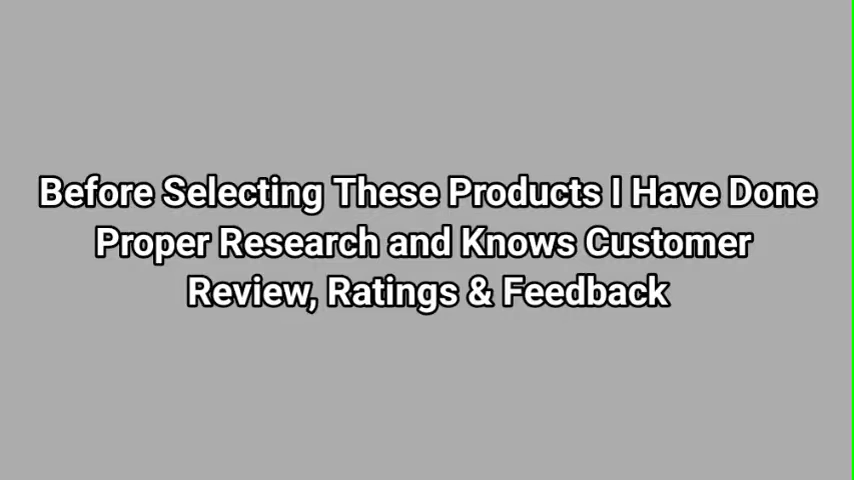 Before Selecting These Products I Have Done
Proper Research and Knows Customer
Review, Ratings & Feedback